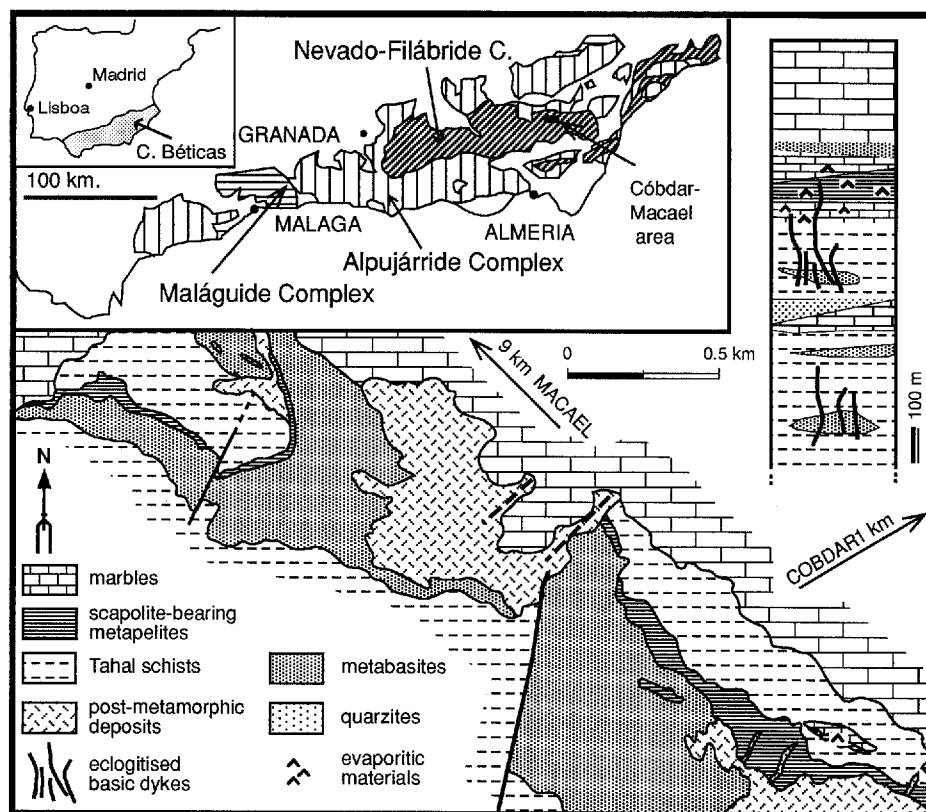 Madrid
Lisboa
C. Béticas
100 km.
Nevado-Filábride C.
GRANADA
MALAGA
ALMERIA
Cóbdar-
Macael
area
Alpujárride Complex
Maláguide Complex
100 m
9 km MACAEL
0 0.5 km
COBDAR1 km
N
marbles
scapolite-bearing
metapelites
Tahal schists
metabasites
post-metamorphic
deposits
quarzites
eclogitised
basic dykes
evaporitic
materials